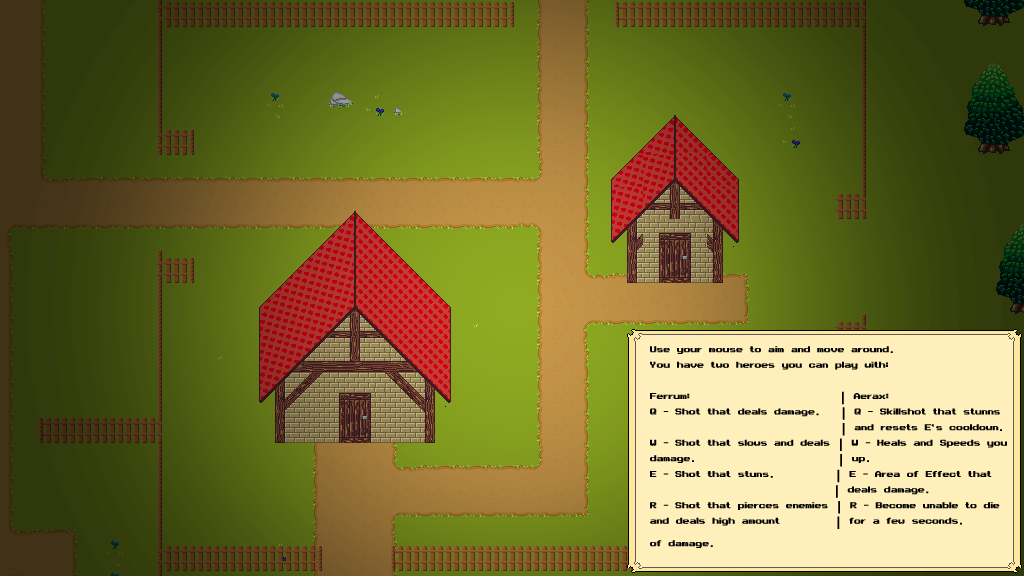 Use your mouse to aim and move around.
You have two heroes you can play with:
Ferrum: | Aerax:
Q - Shot that deals damage. | Q - Skillshot that stunns
| and resets E's cooldown.
W - Shot that slows and deals | W - Heals and Speeds you
damage. | up.
E - Shot that stuns. | E - Area of Effect that
| deals damage.
R - Shot that pierces enemies | R - Become unable to die
and deals high amount | for a few seconds.
of damage.